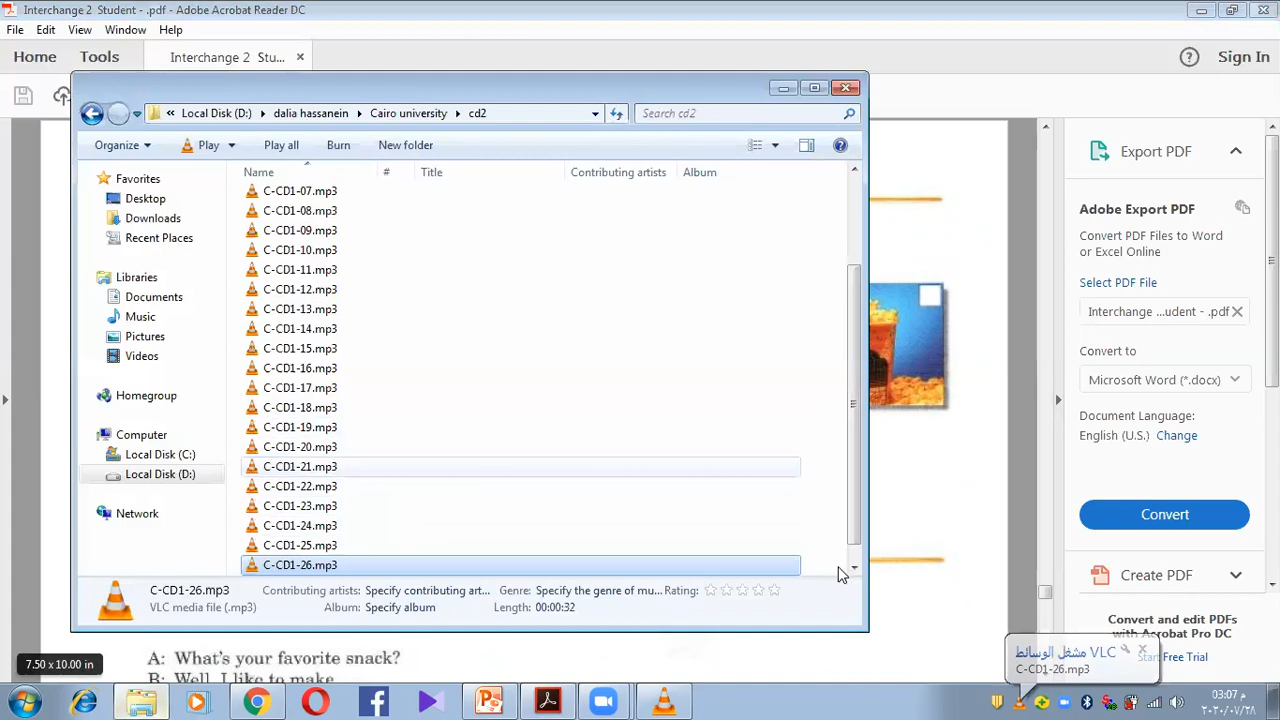 Interchange 2 Student - .pdf - Adobe Acrobat Reader DC
File Edit View Window Help
Home Tools Interchange 2 Stu... × ? Sign In
« Local Disk (D:) dalia hassanein Cairo university cd2 Search cd2
Organize Play Play all Burn New folder
Name # Title Contributing artists Album
Favorites
Desktop
Downloads
Recent Places
Libraries
Documents
Music
Pictures
Videos
Homegroup
Computer
Local Disk (C:)
Local Disk (D:)
Network
C-CD1-07.mp3
C-CD1-08.mp3
C-CD1-09.mp3
C-CD1-10.mp3
C-CD1-11.mp3
C-CD1-12.mp3
C-CD1-13.mp3
C-CD1-14.mp3
C-CD1-15.mp3
C-CD1-16.mp3
C-CD1-17.mp3
C-CD1-18.mp3
C-CD1-19.mp3
C-CD1-20.mp3
C-CD1-21.mp3
C-CD1-22.mp3
C-CD1-23.mp3
C-CD1-24.mp3
C-CD1-25.mp3
C-CD1-26.mp3
C-CD1-26.mp3 Contributing artists: Specify contributing art... Genre: Specify the genre of mu... Rating:
VLC media file (.mp3) Album: Specify album Length: 00:00:32
Export PDF
Adobe Export PDF
Convert PDF Files to Word
or Excel Online
Select PDF File
Interchange ...udent - .pdf ×
Convert to
Microsoft Word (*.docx)
Document Language:
English (U.S.) Change
Convert
Create PDF
Convert and edit PDFs
with Acrobat Pro DC
Start Free Trial
A: What's your favorite snack?
B: Well, I like to make
7.50 x 10.00 in
VLC مشغل الوسائط
C-CD1-26.mp3
03:07 م
٢٠٢٠/٠٧/٢٨